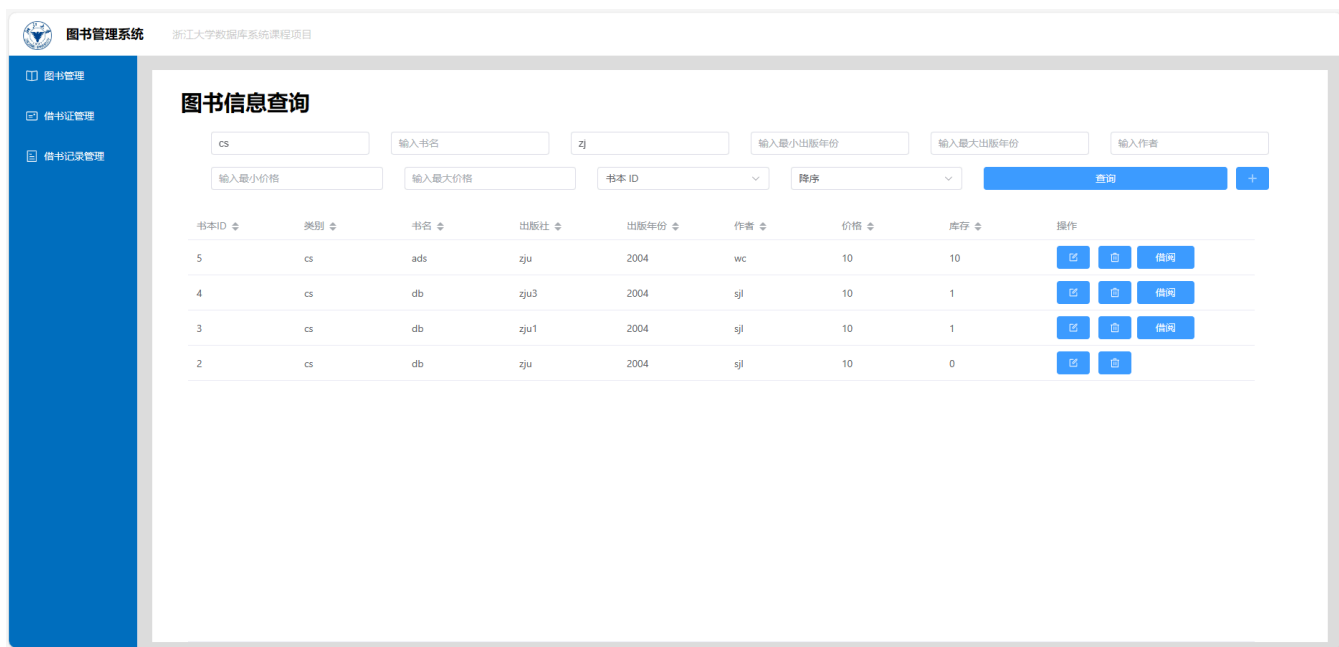 图书管理系统 浙江大学数据库系统课程项目
图书管理
借书证管理
借书记录管理
图书信息查询
cs 输入书名 zj 输入最小出版年份 输入最大出版年份 输入作者
输入最小价格 输入最大价格 书本 ID 降序 查询 +
书本ID 类别 书名 出版社 出版年份 作者 价格 库存 操作
5 cs ads zju 2004 wc 10 10 借阅
4 cs db zju3 2004 sjl 10 1 借阅
3 cs db zju1 2004 sjl 10 1 借阅
2 cs db zju 2004 sjl 10 0